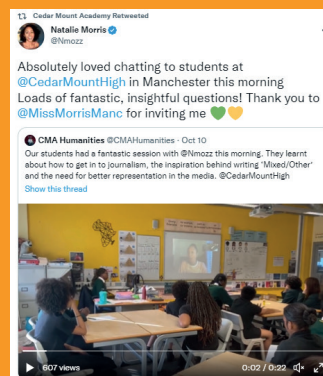 Cedar Mount Academy Retweeted
Natalie Morris
@Nmozz
Absolutely loved chatting to students at
@CedarMountHigh in Manchester this morning
Loads of fantastic, insightful questions! Thank you to
@MissMorrisManc for inviting me 💚💛
CMA Humanities @CMAHumanities · Oct 10
Our students had a fantastic session with @Nmozz this morning. They learnt
about how to get in to journalism, the inspiration behind writing 'Mixed/Other'
and the need for better representation in the media. @CedarMountHigh
Show this thread
607 views
0:02 / 0:22